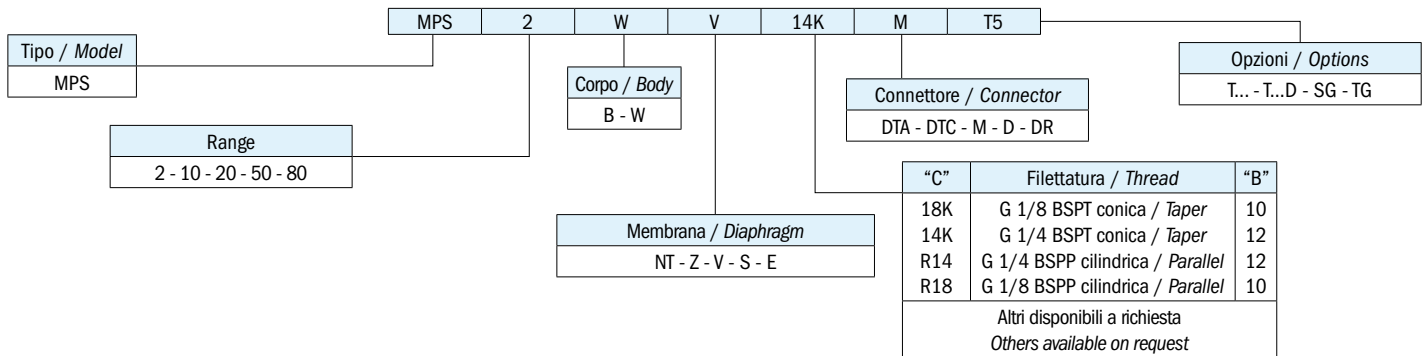 MPS 2 W V 14K M T5
Tipo / Model
MPS
Corpo / Body
B - W
Opzioni / Options
T... - T...D - SG - TG
Connettore / Connector
DTA - DTC - M - D - DR
Range
2 - 10 - 20 - 50 - 80
Membrana / Diaphragm
NT - Z - V - S - E
“C” Filettatura / Thread “B”
18K G 1/8 BSPT conica / Taper 10
14K G 1/4 BSPT conica / Taper 12
R14 G 1/4 BSPP cilindrica / Parallel 12
R18 G 1/8 BSPP cilindrica / Parallel 10
Altri disponibili a richiesta
Others available on request